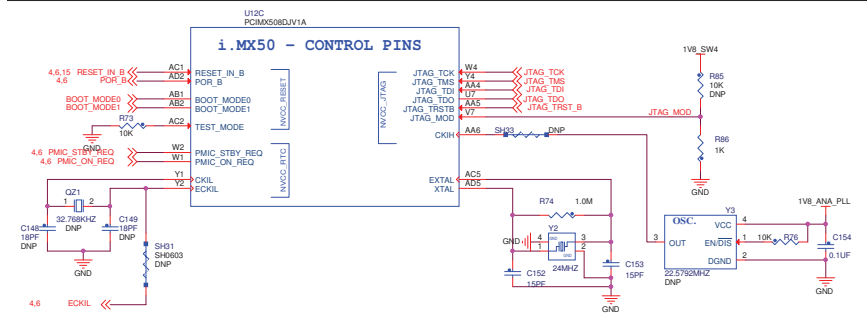 U12C
PCIMX508DJV1A
i.MX50 - CONTROL PINS
4,6,15 RESET_IN_B AC1 RESET_IN_B
4,6 POR_B AD2 POR_B
BOOT_MODE0 AB1 BOOT_MODE0
BOOT_MODE1 AB2 BOOT_MODE1
R73 10K AC2 TEST_MODE
GND
NVCC_RESET
4,6 PMIC_STBY_REQ W2 PMIC_STBY_REQ
4,6 PMIC_ON_REQ W1 PMIC_ON_REQ
NVCC_RTC
Y1 CKIL
Y2 ECKIL
NVCC_JTAG
JTAG_TCK W4 JTAG_TCK
JTAG_TMS Y4 JTAG_TMS
JTAG_TDI AA4 JTAG_TDI
JTAG_TDO U7 JTAG_TDO
JTAG_TRSTB AA5 JTAG_TRST_B
JTAG_MOD V7 JTAG_MOD
CKIH AA6 SH33 DNP
EXTAL AC5
XTAL AD5
1V8_SW4
R85
10K
DNP
R86
1K
GND
QZ1
32.768KHZ
DNP
C148
18PF
DNP
C149
18PF
DNP
GND
SH31
SH0603
DNP
4,6 ECKIL
R74 1.0M
Y2
GND 4 3
1 2
GND
GND
24MHZ
C152
15PF
C153
15PF
GND
Y3
OSC.
3 OUT
VCC 4
EN/DIS 1
DGND 2
22.5792MHZ
DNP
1V8_ANA_PLL
10K R76
C154
0.1UF
GND